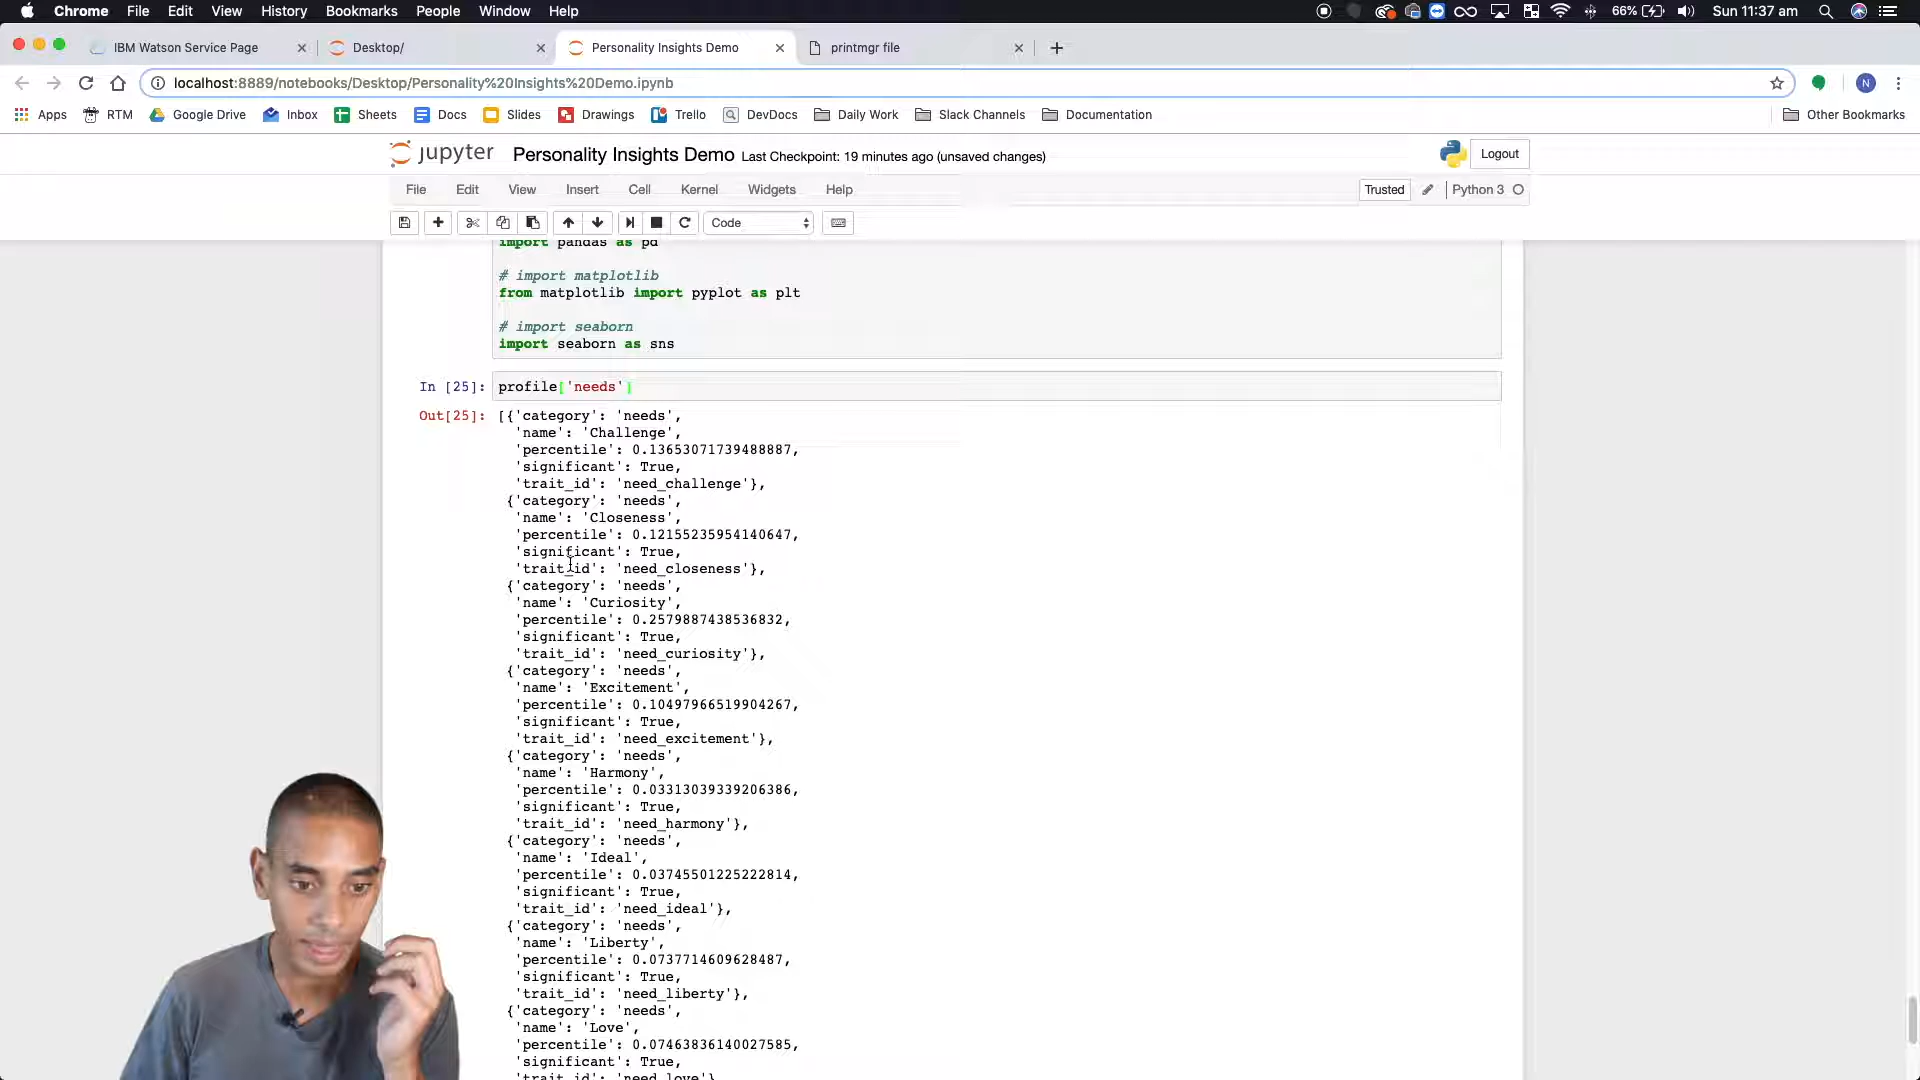 Chrome File Edit View History Bookmarks People Window Help 66% Sun 11:37 am
IBM Watson Service Page Desktop/ Personality Insights Demo printmgr file
localhost:8889/notebooks/Desktop/Personality%20Insights%20Demo.ipynb N
Apps RTM Google Drive Inbox Sheets Docs Slides Drawings Trello DevDocs Daily Work Slack Channels Documentation Other Bookmarks
jupyter Personality Insights Demo Last Checkpoint: 19 minutes ago (unsaved changes) Logout
File Edit View Insert Cell Kernel Widgets Help Trusted Python 3
Code
import pandas as pd
# import matplotlib
from matplotlib import pyplot as plt
# import seaborn
import seaborn as sns
In [25]: profile['needs']
Out[25]: [{'category': 'needs',
'name': 'Challenge',
'percentile': 0.13653071739488887,
'significant': True,
'trait_id': 'need_challenge'},
{'category': 'needs',
'name': 'Closeness',
'percentile': 0.12155235954140647,
'significant': True,
'trait_id': 'need_closeness'},
{'category': 'needs',
'name': 'Curiosity',
'percentile': 0.2579887438536832,
'significant': True,
'trait_id': 'need_curiosity'},
{'category': 'needs',
'name': 'Excitement',
'percentile': 0.10497966519904267,
'significant': True,
'trait_id': 'need_excitement'},
{'category': 'needs',
'name': 'Harmony',
'percentile': 0.03313039339206386,
'significant': True,
'trait_id': 'need_harmony'},
{'category': 'needs',
'name': 'Ideal',
'percentile': 0.03745501225222814,
'significant': True,
'trait_id': 'need_ideal'},
{'category': 'needs',
'name': 'Liberty',
'percentile': 0.0737714609628487,
'significant': True,
'trait_id': 'need_liberty'},
{'category': 'needs',
'name': 'Love',
'percentile': 0.07463836140027585,
'significant': True,
'trait_id': 'need_love'}